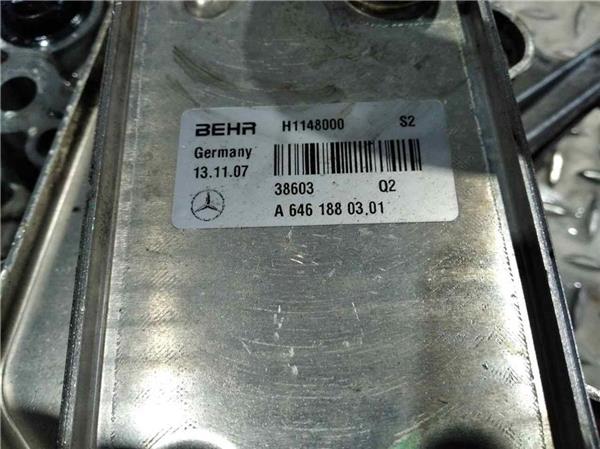 BEHR H1148000 S2
Germany
13.11.07
38603 Q2
A 646 188 03,01